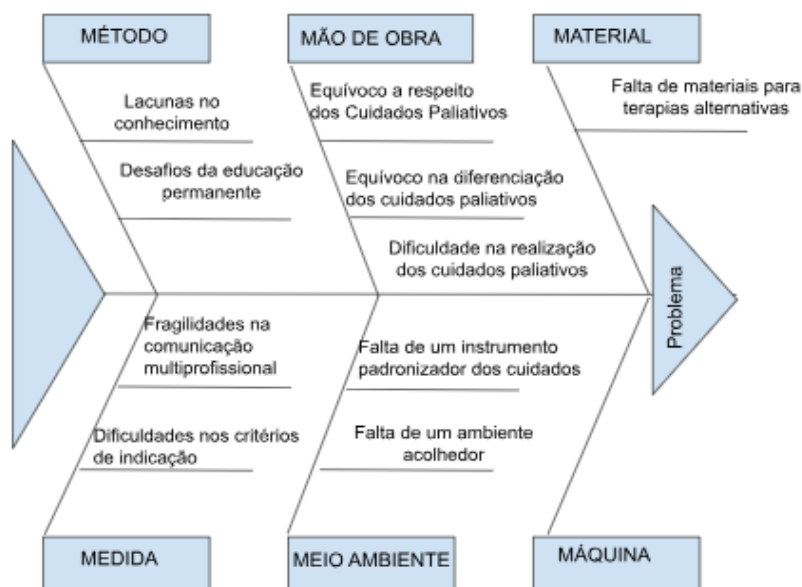 MÉTODO
MÃO DE OBRA
MATERIAL
Lacunas no
conhecimento
Desafios da educação
permanente
Equívoco a respeito
dos Cuidados Paliativos
Equívoco na diferenciação
dos cuidados paliativos
Dificuldade na realização
dos cuidados paliativos
Falta de materiais para
terapias alternativas
Problema
Fragilidades na
comunicação
multiprofissional
Dificuldades nos critérios
de indicação
Falta de um instrumento
padronizador dos cuidados
Falta de um ambiente
acolhedor
MEDIDA
MEIO AMBIENTE
MÁQUINA